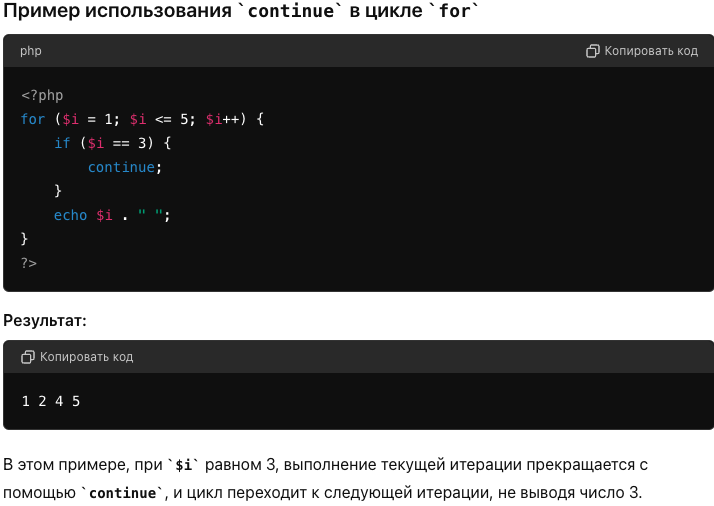 Пример использования `continue` в цикле `for`
php
Копировать код
<?php
for ($i = 1; $i <= 5; $i++) {
    if ($i == 3) {
        continue;
    }
    echo $i . " ";
}
?>
Результат:
Копировать код
1 2 4 5
В этом примере, при `$i` равном 3, выполнение текущей итерации прекращается с
помощью `continue`, и цикл переходит к следующей итерации, не выводя число 3.